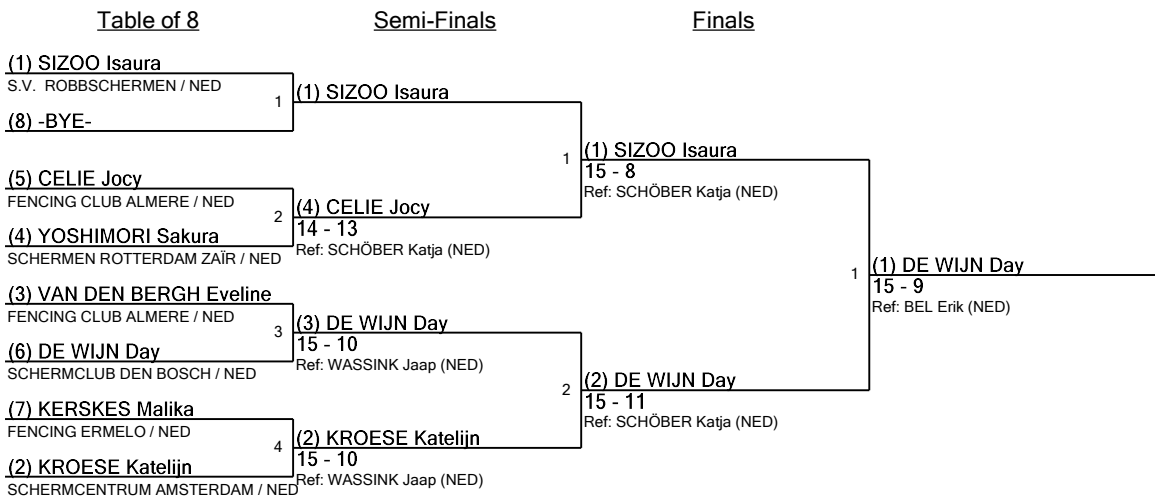 Table of 8
Semi-Finals
Finals
(1) SIZOO Isaura
S.V.  ROBBSCHERMEN / NED
1
(8) -BYE-
(5) CELIE Jocy
FENCING CLUB ALMERE / NED
2
(4) YOSHIMORI Sakura
SCHERMEN ROTTERDAM ZAÏR / NED
(3) VAN DEN BERGH Eveline
FENCING CLUB ALMERE / NED
3
(6) DE WIJN Day
SCHERMCLUB DEN BOSCH / NED
(7) KERSKES Malika
FENCING ERMELO / NED
4
(2) KROESE Katelijn
SCHERMCENTRUM AMSTERDAM / NED
(1) SIZOO Isaura
1
(4) CELIE Jocy
14 - 13
Ref: SCHÖBER Katja (NED)
(3) DE WIJN Day
15 - 10
Ref: WASSINK Jaap (NED)
2
(2) KROESE Katelijn
15 - 10
Ref: WASSINK Jaap (NED)
(1) SIZOO Isaura
15 - 8
Ref: SCHÖBER Katja (NED)
1
(2) DE WIJN Day
15 - 11
Ref: SCHÖBER Katja (NED)
(1) DE WIJN Day
15 - 9
Ref: BEL Erik (NED)